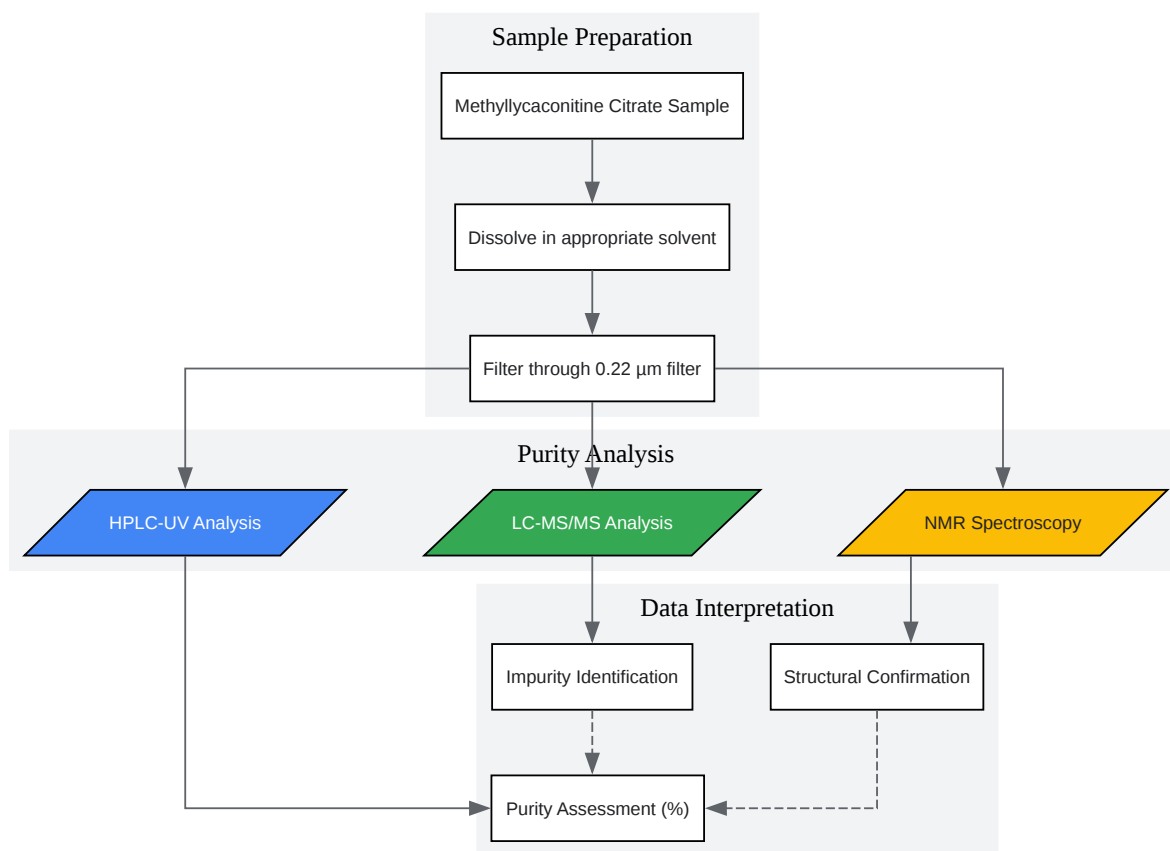 Sample Preparation
Methyllycaconitine Citrate Sample
Dissolve in appropriate solvent
Filter through 0.22 µm filter
Purity Analysis
HPLC-UV Analysis
LC-MS/MS Analysis
NMR Spectroscopy
Data Interpretation
Impurity Identification
Structural Confirmation
Purity Assessment (%)